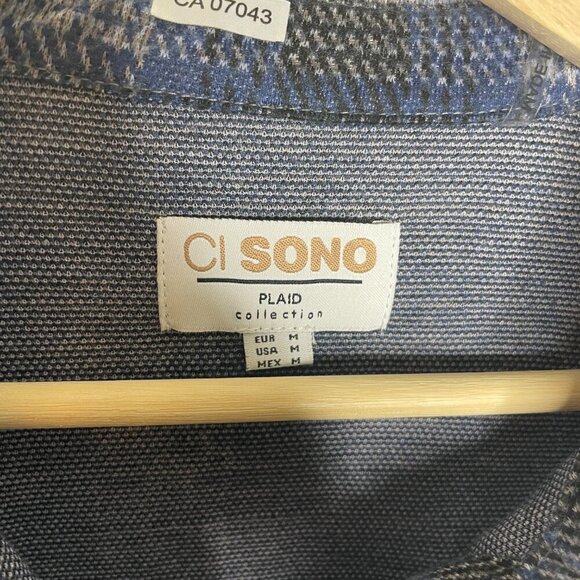 CA 07043
CI SONO
PLAID
collection
EUR M
USA M
MEX M